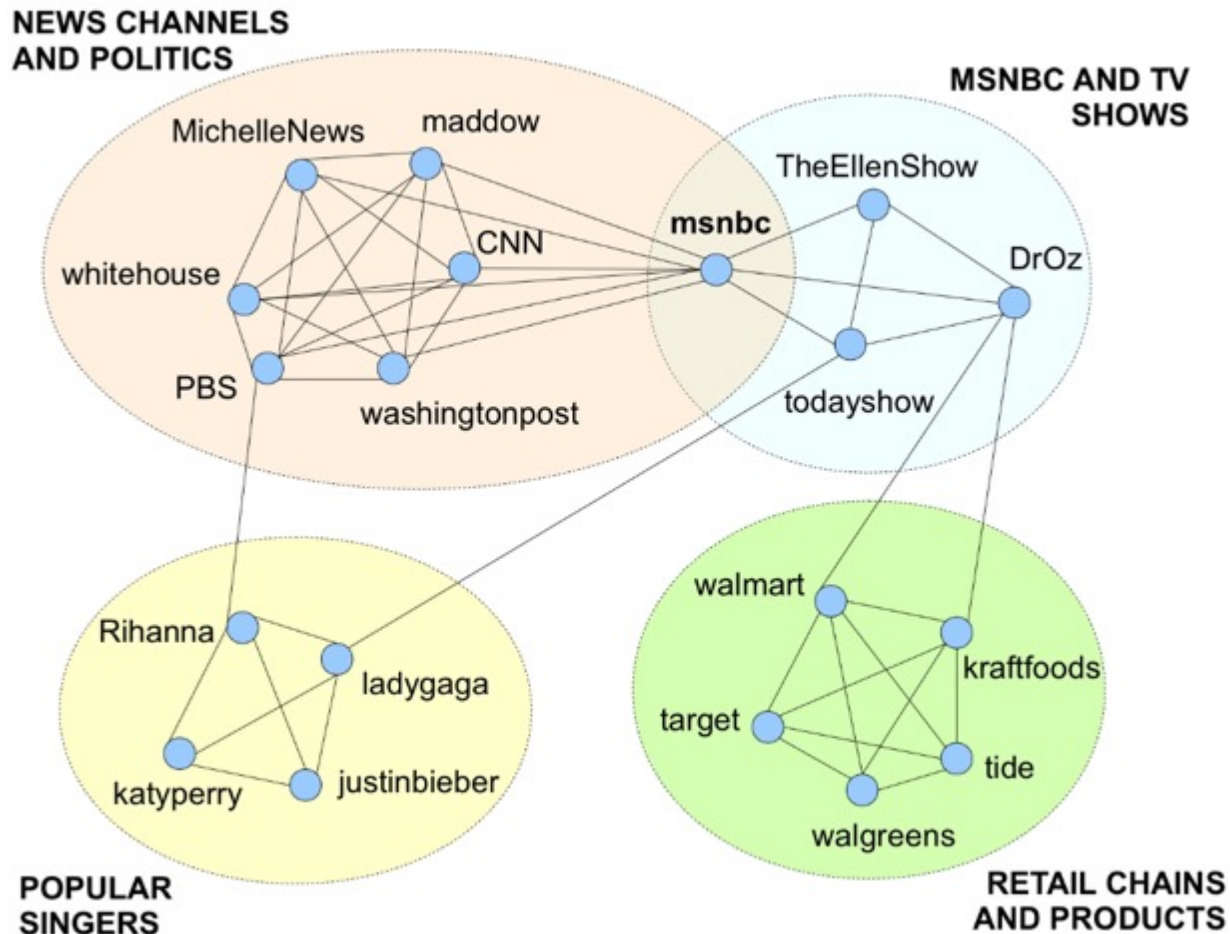 NEWS CHANNELS
AND POLITICS
MSNBC AND TV
SHOWS
MichelleNews
maddow
TheEllenShow
msnbc
CNN
DrOz
whitehouse
PBS
washingtonpost
todayshow
walmart
Rihanna
kraftfoods
ladygaga
target
tide
katyperry
justinbieber
walgreens
POPULAR
SINGERS
RETAIL CHAINS
AND PRODUCTS